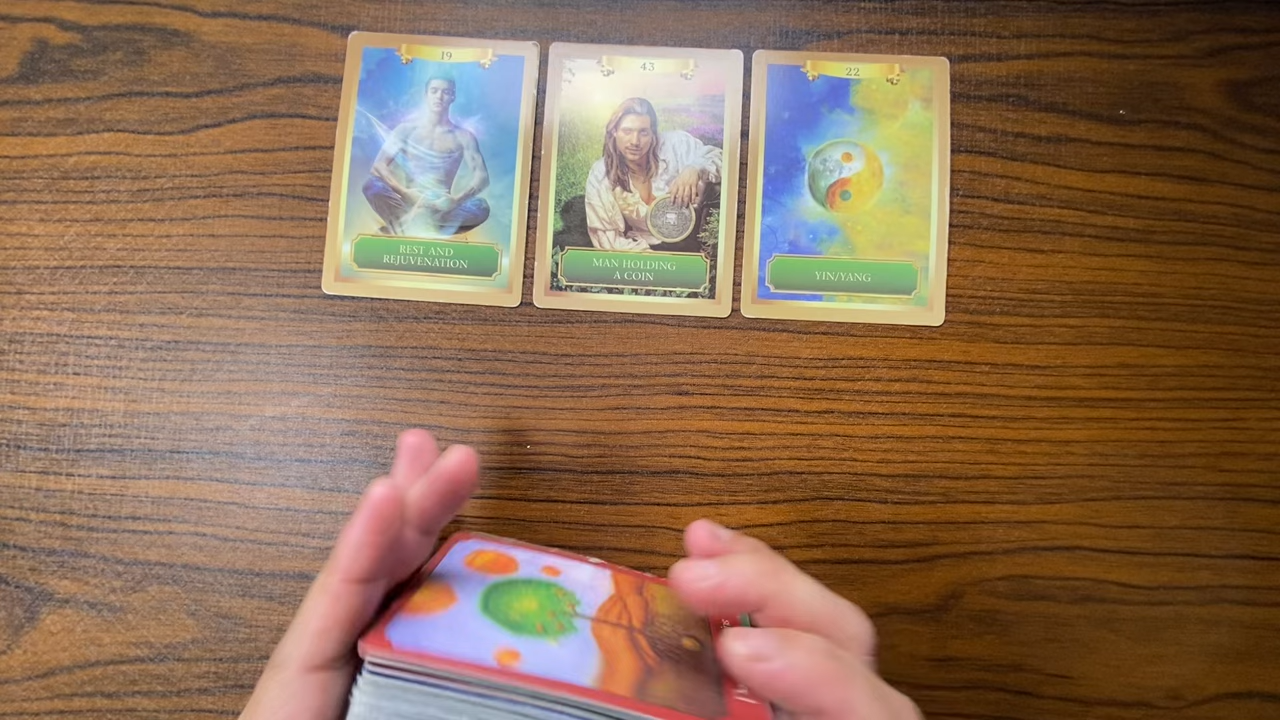 19
REST AND
REJUVENATION
43
MAN HOLDING
A COIN
22
YIN/YANG